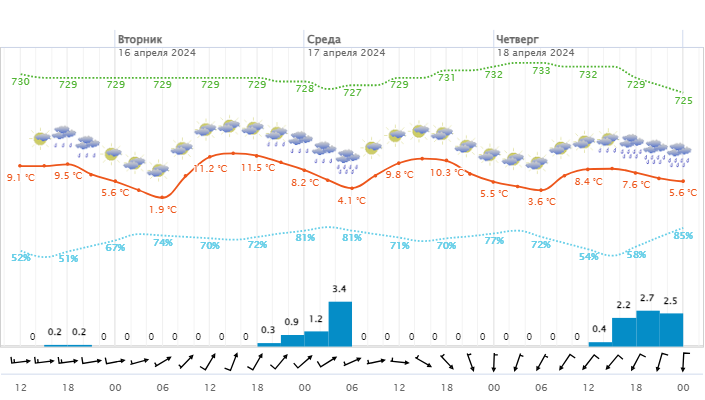 Вторник Среда Четверг
16 апреля 2024 17 апреля 2024 18 апреля 2024
730 729 729 729 729 729 728 727 729 731 732 733 732 729 725
9.1 °C 9.5 °C 5.6 °C 1.9 °C 11.2 °C 11.5 °C 8.2 °C 4.1 °C 9.8 °C 10.3 °C 5.5 °C 3.6 °C 8.4 °C 7.6 °C 5.6 °C
52% 51% 67% 74% 70% 72% 81% 81% 71% 70% 77% 72% 54% 58% 85%
0 0.2 0.2 0 0 0 0 0 0 0 0.3 0.9 1.2 3.4 0 0 0 0 0 0 0 0 0 0 0.4 2.2 2.7 2.5
12 18 00 06 12 18 00 06 12 18 00 06 12 18 00